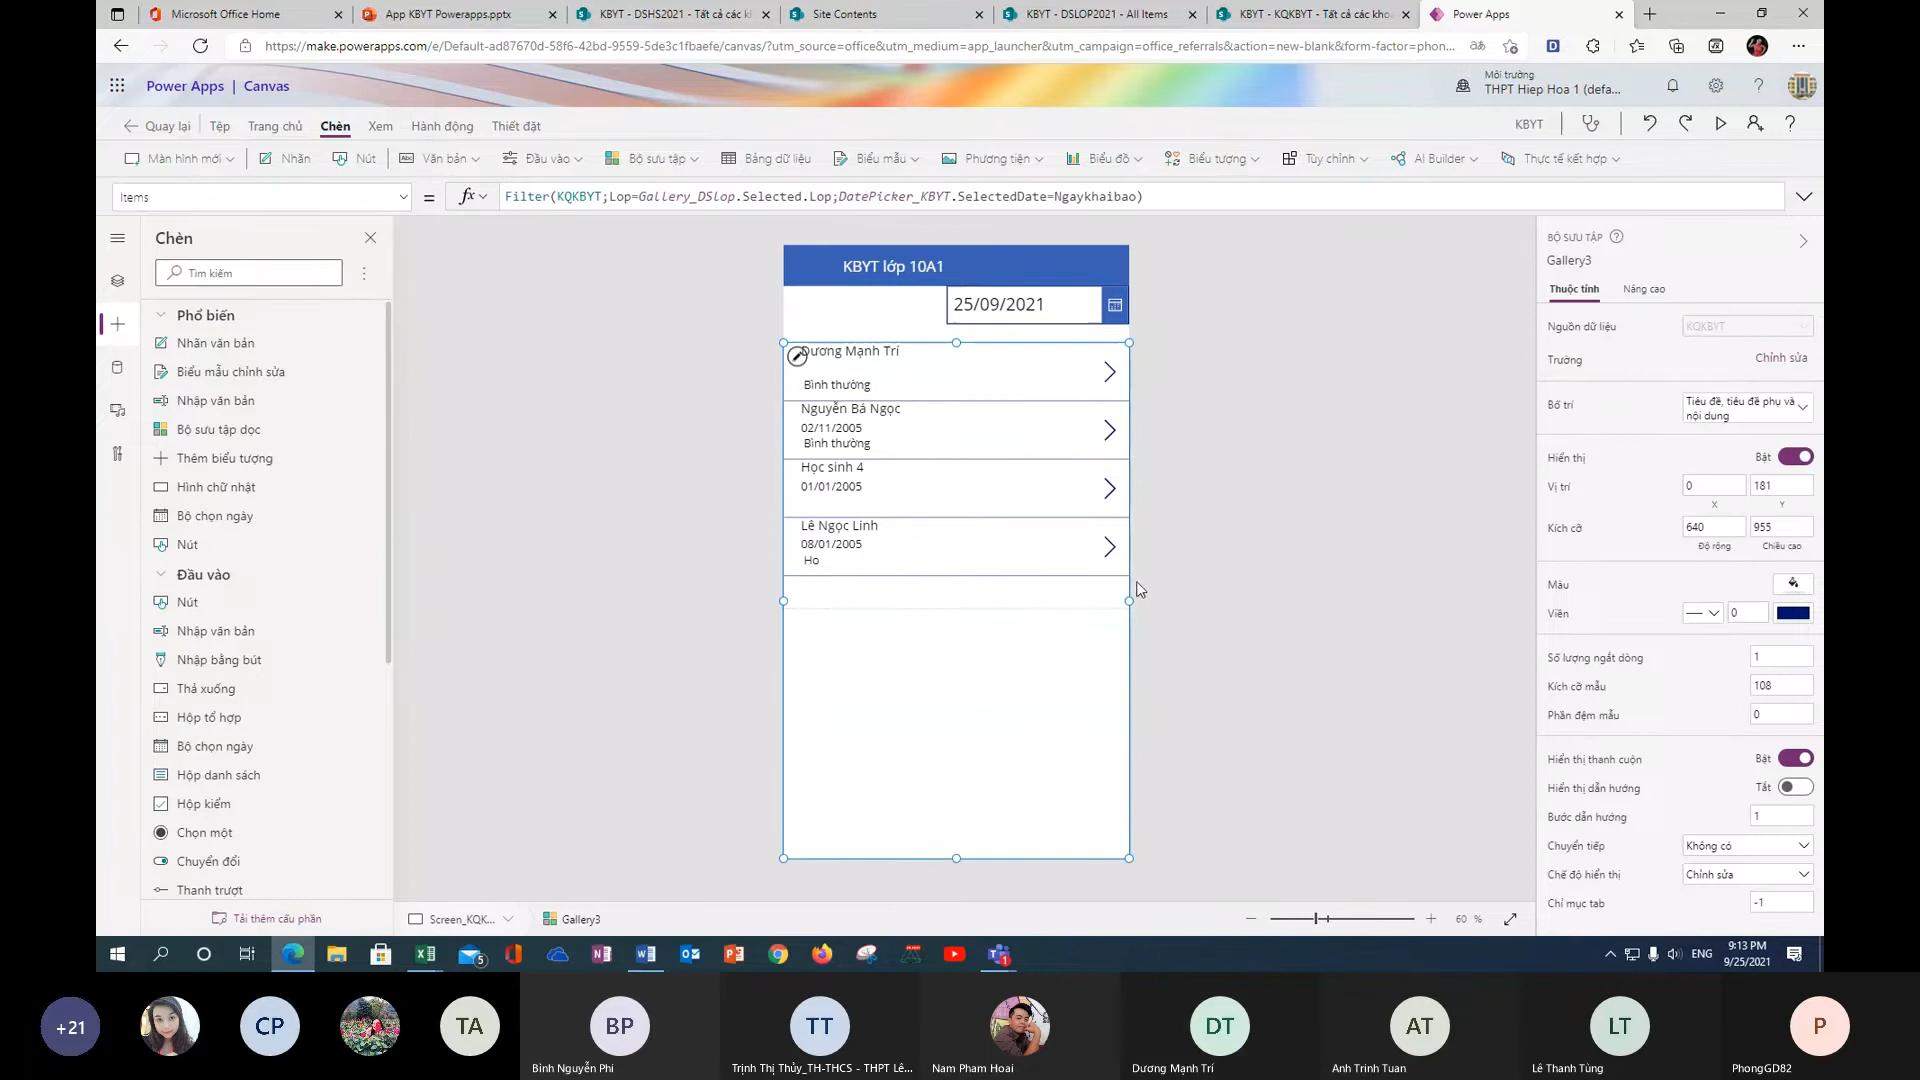 Microsoft Office Home
App KBYT Powerapps.pptx
KBYT - DSHS2021 - Tất cả các kl
Site Contents
KBYT - DSLOP2021 - All Items
KBYT - KQKBYT - Tất cả các kho
Power Apps
https://make.powerapps.com/e/Default-ad87670d-58f6-42bd-9559-5de3c1fbaefe/canvas/?utm_source=office&utm_medium=app_launcher&utm_campaign=office_referrals&action=new-blank&form-factor=phon...
Power Apps | Canvas
Môi trường
THPT Hiep Hoa 1 (defa...
Quay lại Tệp Trang chủ Chèn Xem Hành động Thiết đặt
KBYT
Màn hình mới Nhãn Nút Văn bản Đầu vào Bộ sưu tập Bảng dữ liệu Biểu mẫu Phương tiện Biểu đồ Biểu tượng Tùy chỉnh AI Builder Thực tế kết hợp
Items = fx Filter(KQKBYT;Lop=Gallery_DSlop.Selected.Lop;DatePicker_KBYT.SelectedDate=Ngaykhaibao)
Chèn
Tìm kiếm
Phổ biến
Nhãn văn bản
Biểu mẫu chỉnh sửa
Nhập văn bản
Bộ sưu tập dọc
Thêm biểu tượng
Hình chữ nhật
Bộ chọn ngày
Nút
Đầu vào
Nút
Nhập văn bản
Nhập bằng bút
Thả xuống
Hộp tổ hợp
Bộ chọn ngày
Hộp danh sách
Hộp kiểm
Chọn một
Chuyển đổi
Thanh trượt
Tải thêm cấu phần
KBYT lớp 10A1
25/09/2021
Dương Mạnh Trí
Bình thường
Nguyễn Bá Ngọc
02/11/2005
Bình thường
Học sinh 4
01/01/2005
Lê Ngọc Linh
08/01/2005
Ho
Screen_KQK...
Gallery3
60 %
BỘ SƯU TẬP
Gallery3
Thuộc tính Nâng cao
Nguồn dữ liệu KQKBYT
Trường Chỉnh sửa
Bố trí Tiêu đề, tiêu đề phụ và nội dung
Hiển thị Bật
Vị trí 0 181
X Y
Kích cỡ 640 955
Độ rộng Chiều cao
Màu
Viền 0
Số lượng ngắt dòng 1
Kích cỡ mẫu 108
Phần đệm mẫu 0
Hiển thị thanh cuộn Bật
Hiển thị dẫn hướng Tắt
Bước dẫn hướng 1
Chuyển tiếp Không có
Chế độ hiển thị Chỉnh sửa
Chỉ mục tab -1
5
1
ENG
9:13 PM
9/25/2021
+21
CP
TA
BP
Bình Nguyễn Phi
TT
Trịnh Thị Thủy_TH-THCS - THPT Lê...
Nam Pham Hoai
DT
Dương Mạnh Trí
AT
Anh Trinh Tuan
LT
Lê Thanh Tùng
P
PhongGD82